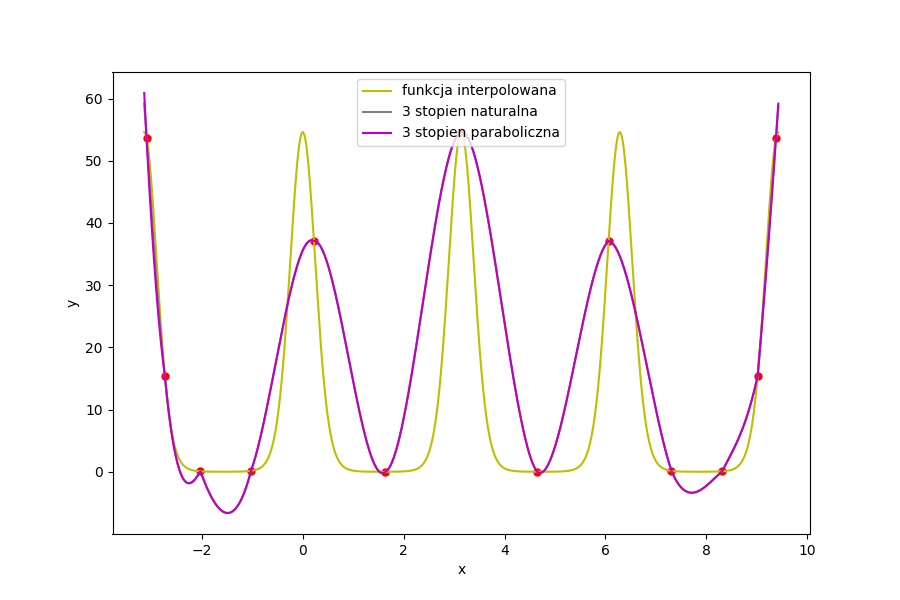 funkcja interpolowana
3 stopien naturalna
3 stopien paraboliczna
60
50
40
30
20
10
0
y
−2 0 2 4 6 8 10
x